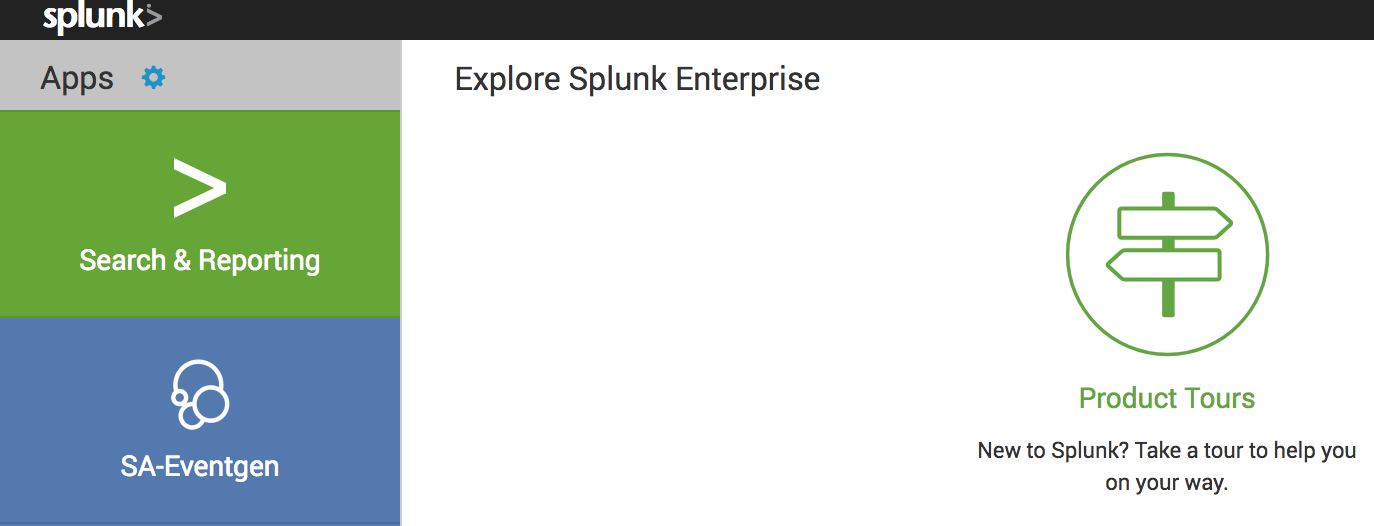 splunk>
Apps
Explore Splunk Enterprise
Search & Reporting
SA-Eventgen
Product Tours
New to Splunk? Take a tour to help you
on your way.